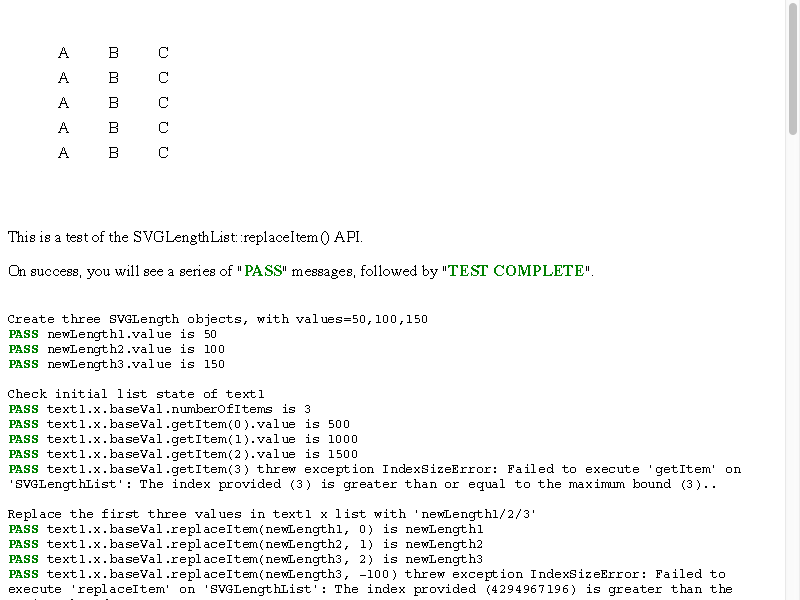 A B C
A B C
A B C
A B C
A B C
This is a test of the SVGLengthList::replaceItem() API.
On success, you will see a series of "PASS" messages, followed by "TEST COMPLETE".
Create three SVGLength objects, with values=50,100,150
PASS newLength1.value is 50
PASS newLength2.value is 100
PASS newLength3.value is 150
Check initial list state of text1
PASS text1.x.baseVal.numberOfItems is 3
PASS text1.x.baseVal.getItem(0).value is 500
PASS text1.x.baseVal.getItem(1).value is 1000
PASS text1.x.baseVal.getItem(2).value is 1500
PASS text1.x.baseVal.getItem(3) threw exception IndexSizeError: Failed to execute 'getItem' on
'SVGLengthList': The index provided (3) is greater than or equal to the maximum bound (3)..
Replace the first three values in text1 x list with 'newLength1/2/3'
PASS text1.x.baseVal.replaceItem(newLength1, 0) is newLength1
PASS text1.x.baseVal.replaceItem(newLength2, 1) is newLength2
PASS text1.x.baseVal.replaceItem(newLength3, 2) is newLength3
PASS text1.x.baseVal.replaceItem(newLength3, -100) threw exception IndexSizeError: Failed to
execute 'replaceItem' on 'SVGLengthList': The index provided (4294967196) is greater than the